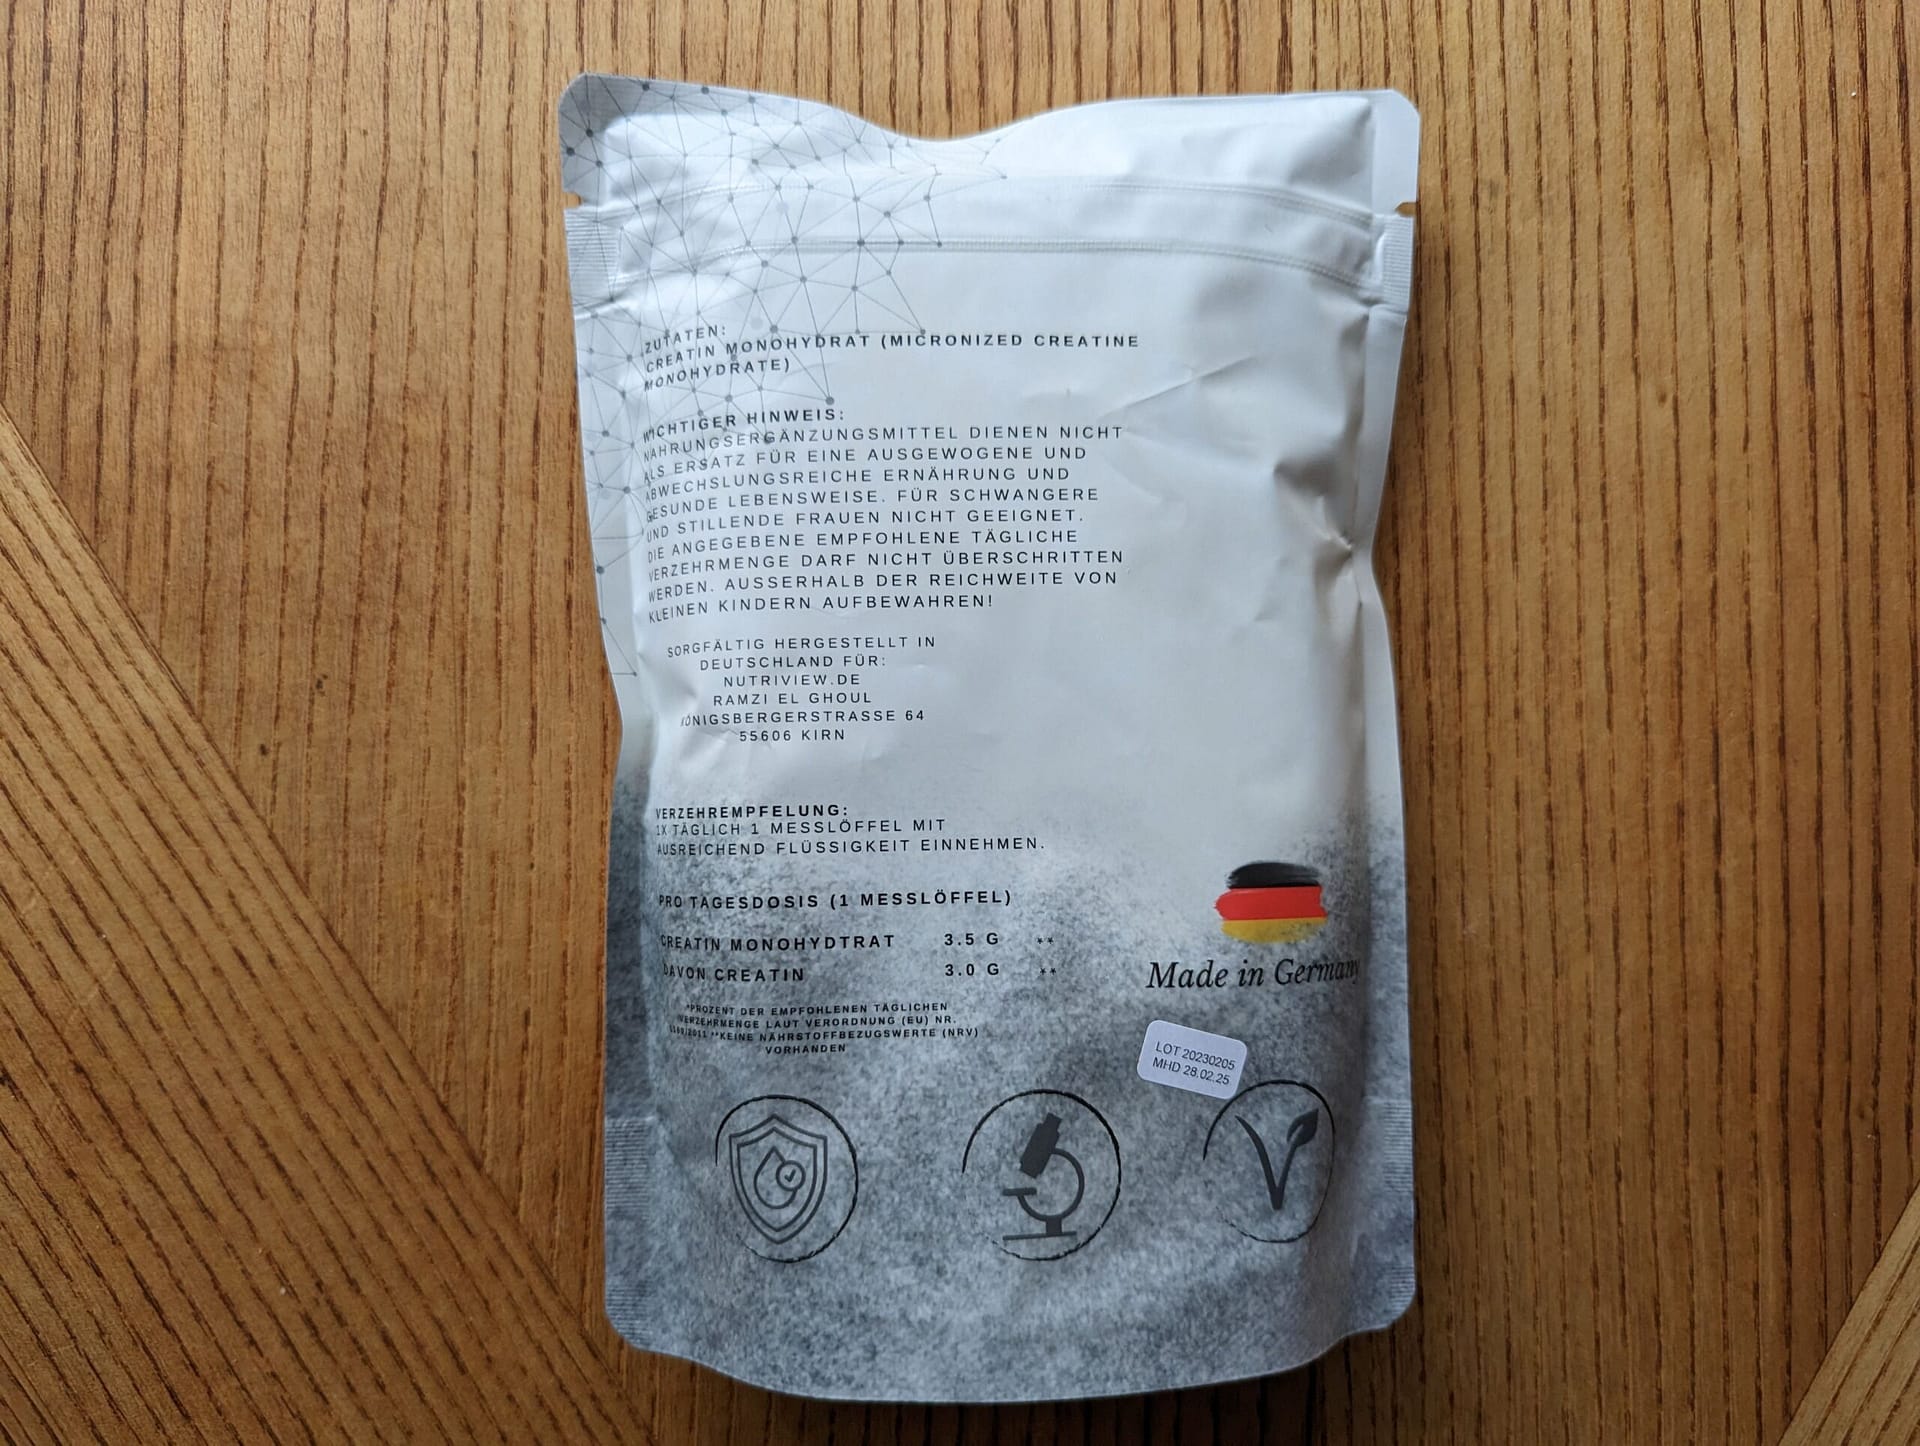 ZUTATEN:
CREATIN MONOHYDRAT (MICRONIZED CREATINE
MONOHYDRATE)
WICHTIGER HINWEIS:
NAHRUNGSERGÄNZUNGSMITTEL DIENEN NICHT
ALS ERSATZ FÜR EINE AUSGEWOGENE UND
ABWECHSLUNGSREICHE ERNÄHRUNG UND
GESUNDE LEBENSWEISE. FÜR SCHWANGERE
UND STILLENDE FRAUEN NICHT GEEIGNET.
DIE ANGEGEBENE EMPFOHLENE TÄGLICHE
VERZEHRMENGE DARF NICHT ÜBERSCHRITTEN
WERDEN. AUSSERHALB DER REICHWEITE VON
KLEINEN KINDERN AUFBEWAHREN!
SORGFÄLTIG HERGESTELLT IN
DEUTSCHLAND FÜR:
NUTRIVIEW.DE
RAMZI EL GHOUL
KÖNIGSBERGERSTRASSE 64
55606 KIRN
VERZEHREMPFELUNG:
1X TÄGLICH 1 MESSLÖFFEL MIT
AUSREICHEND FLÜSSIGKEIT EINNEHMEN.
PRO TAGESDOSIS (1 MESSLÖFFEL)
CREATIN MONOHYDTRAT 3.5 G **
DAVON CREATIN 3.0 G **
*PROZENT DER EMPFOHLENEN TÄGLICHEN
VERZEHRMENGE LAUT VERORDNUNG (EU) NR.
1169/2011 **KEINE NÄHRSTOFFBEZUGSWERTE (NRV)
VORHANDEN
Made in Germany
LOT 20230205
MHD 28.02.25